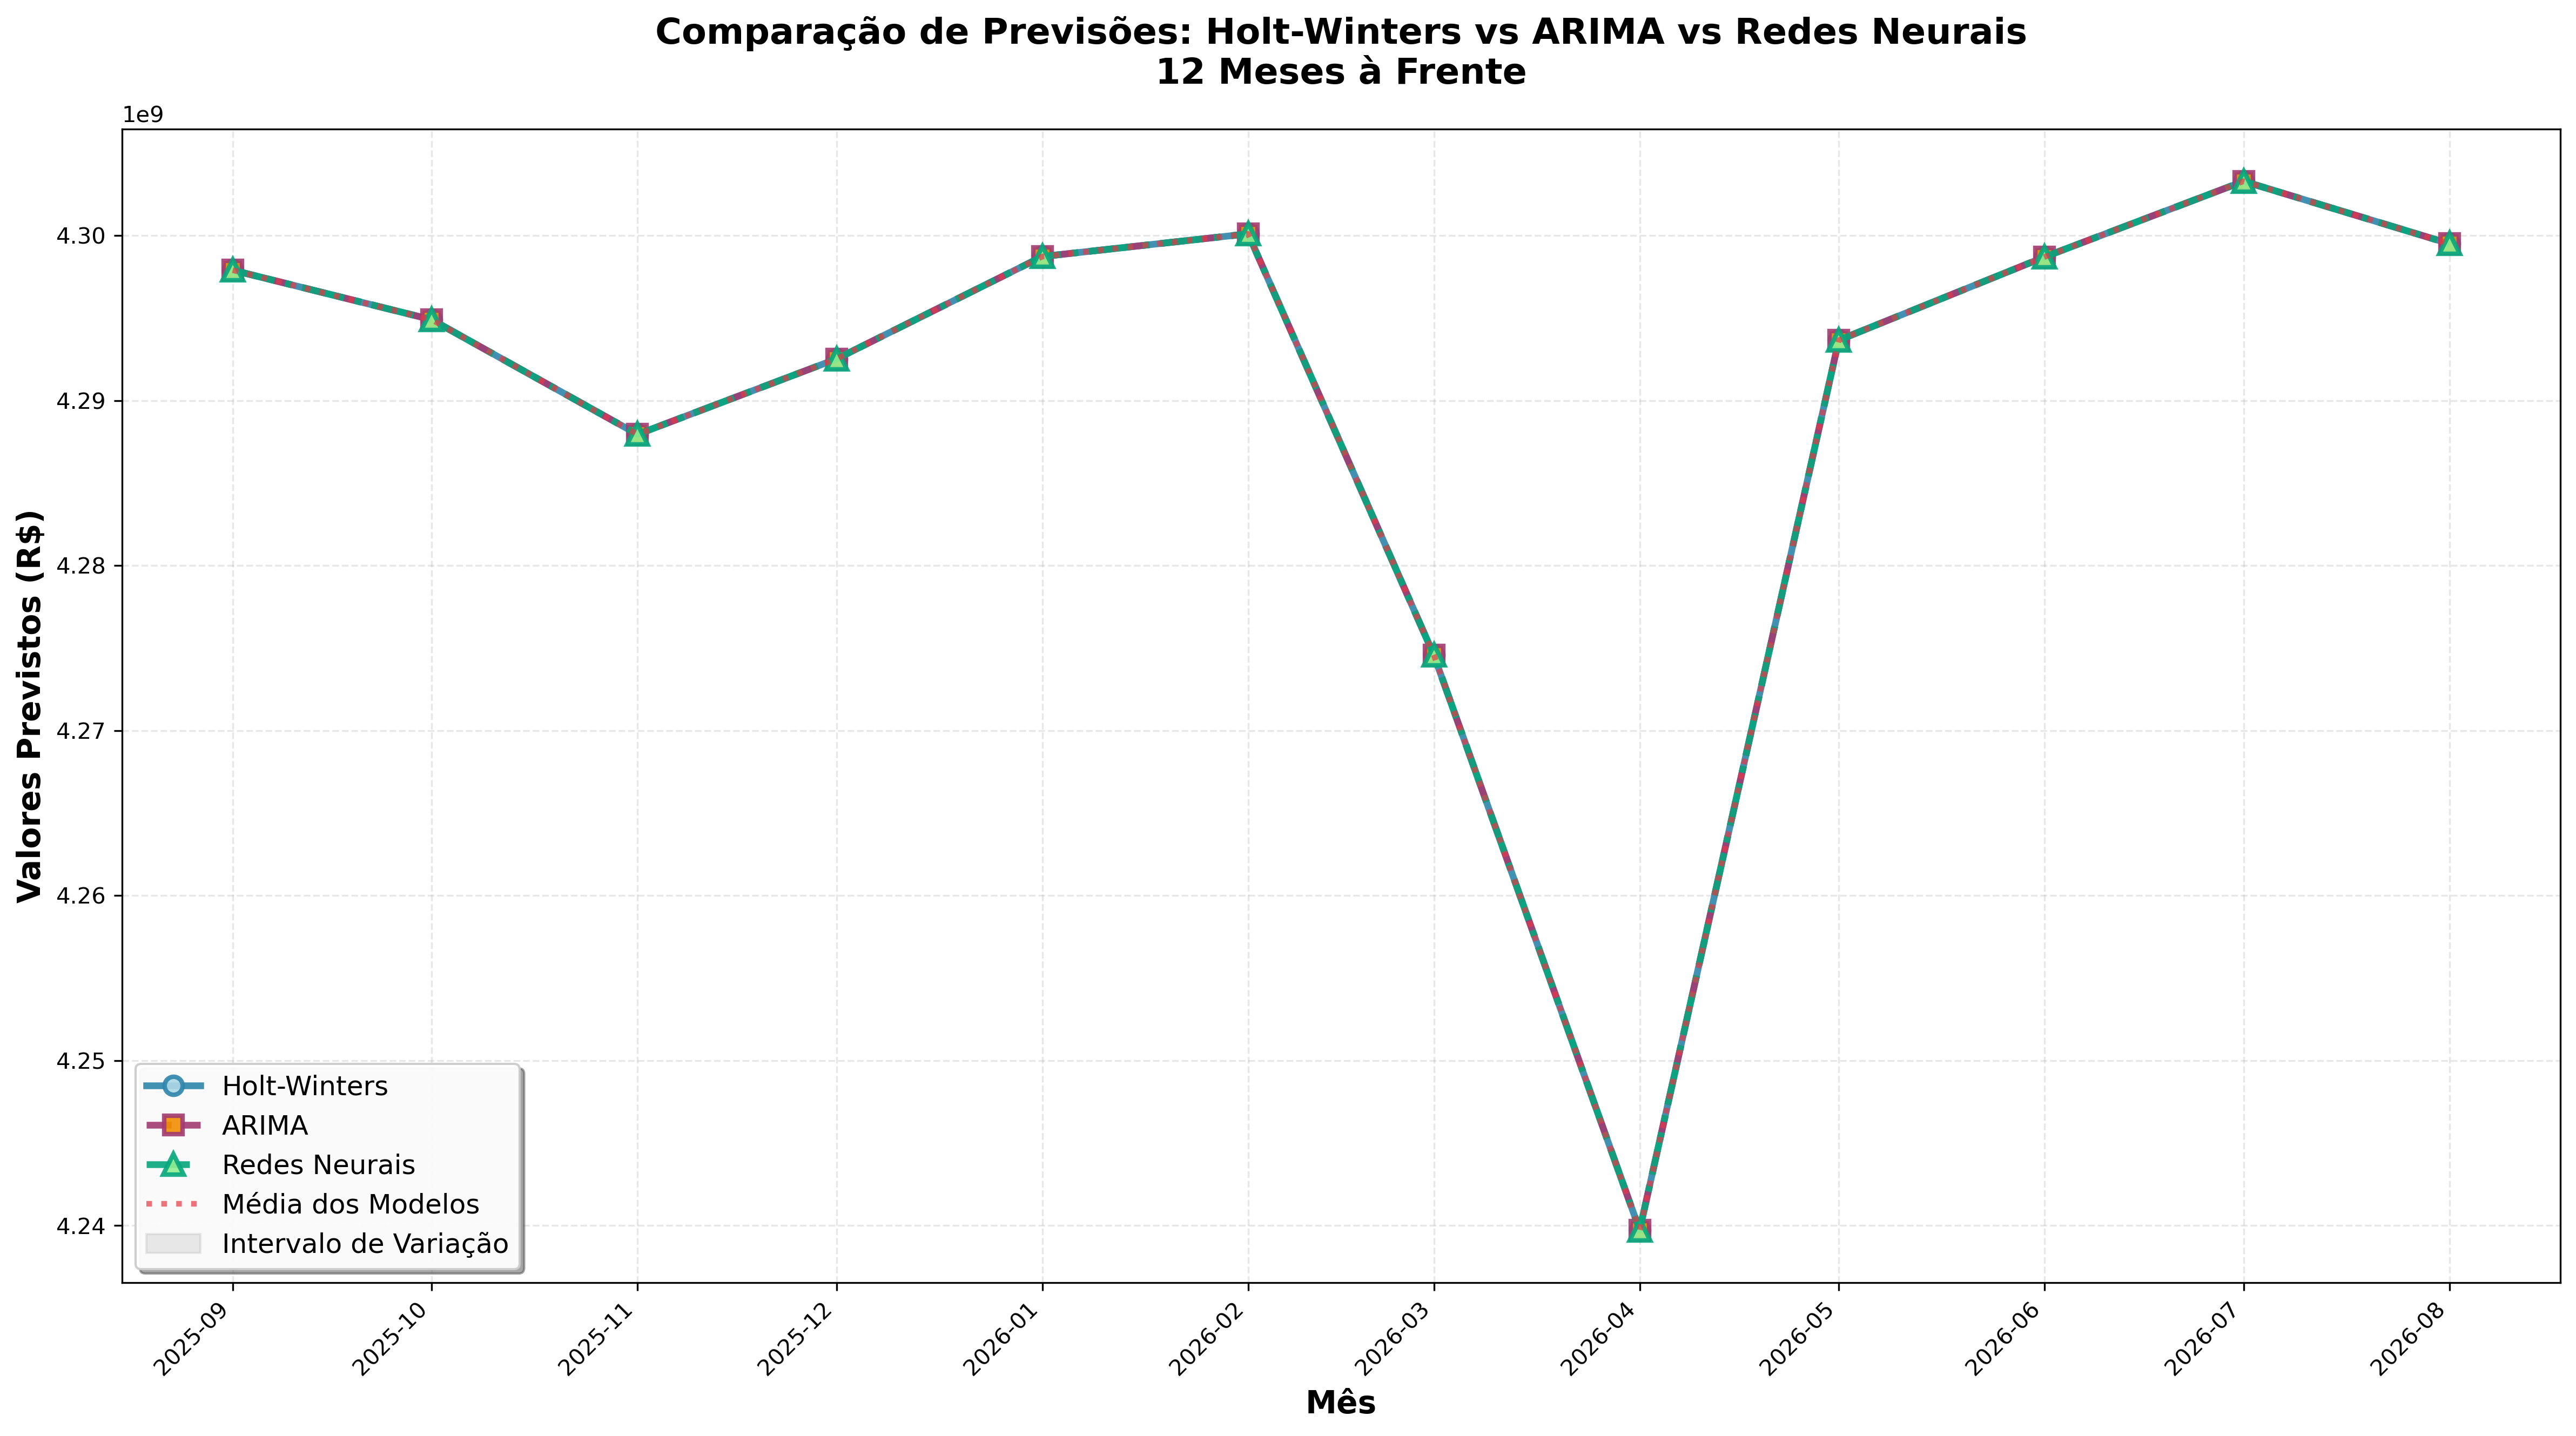 Comparação de Previsões: Holt-Winters vs ARIMA vs Redes Neurais
12 Meses à Frente
1e9
4.30
4.29
4.28
4.27
4.26
4.25
4.24
Valores Previstos (R$)
Holt-Winters
ARIMA
Redes Neurais
Média dos Modelos
Intervalo de Variação
2025-09
2025-10
2025-11
2025-12
2026-01
2026-02
2026-03
2026-04
2026-05
2026-06
2026-07
2026-08
Mês